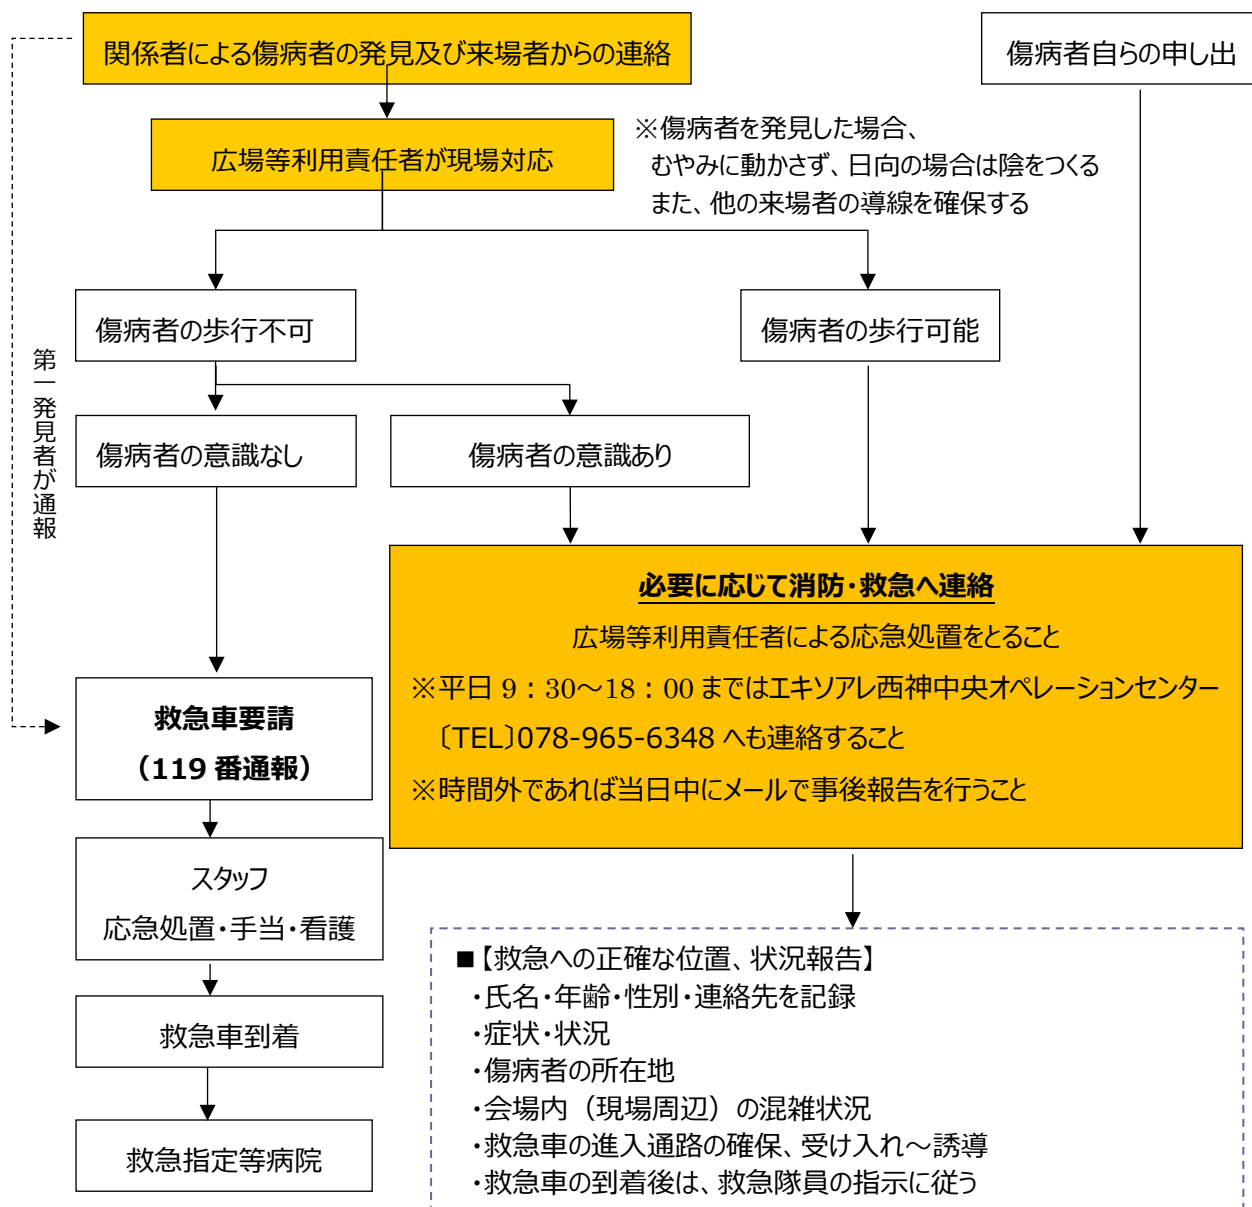 関係者による傷病者の発見及び来場者からの連絡
傷病者自らの申し出
広場等利用責任者が現場対応
※傷病者を発見した場合、
むやみに動かさず、日向の場合は陰をつくる
また、他の来場者の導線を確保する
傷病者の歩行不可
傷病者の歩行可能
第一発見者が通報
傷病者の意識なし
傷病者の意識あり
必要に応じて消防・救急へ連絡
広場等利用責任者による応急処置をとること
※平日 9：30～18：00 まではエキソアレ西神中央オペレーションセンター
〔TEL〕078-965-6348 へも連絡すること
※時間外であれば当日中にメールで事後報告を行うこと
救急車要請
（119 番通報）
スタッフ
応急処置・手当・看護
救急車到着
救急指定等病院
■【救急への正確な位置、状況報告】
・氏名・年齢・性別・連絡先を記録
・症状・状況
・傷病者の所在地
・会場内（現場周辺）の混雑状況
・救急車の進入通路の確保、受け入れ～誘導
・救急車の到着後は、救急隊員の指示に従う